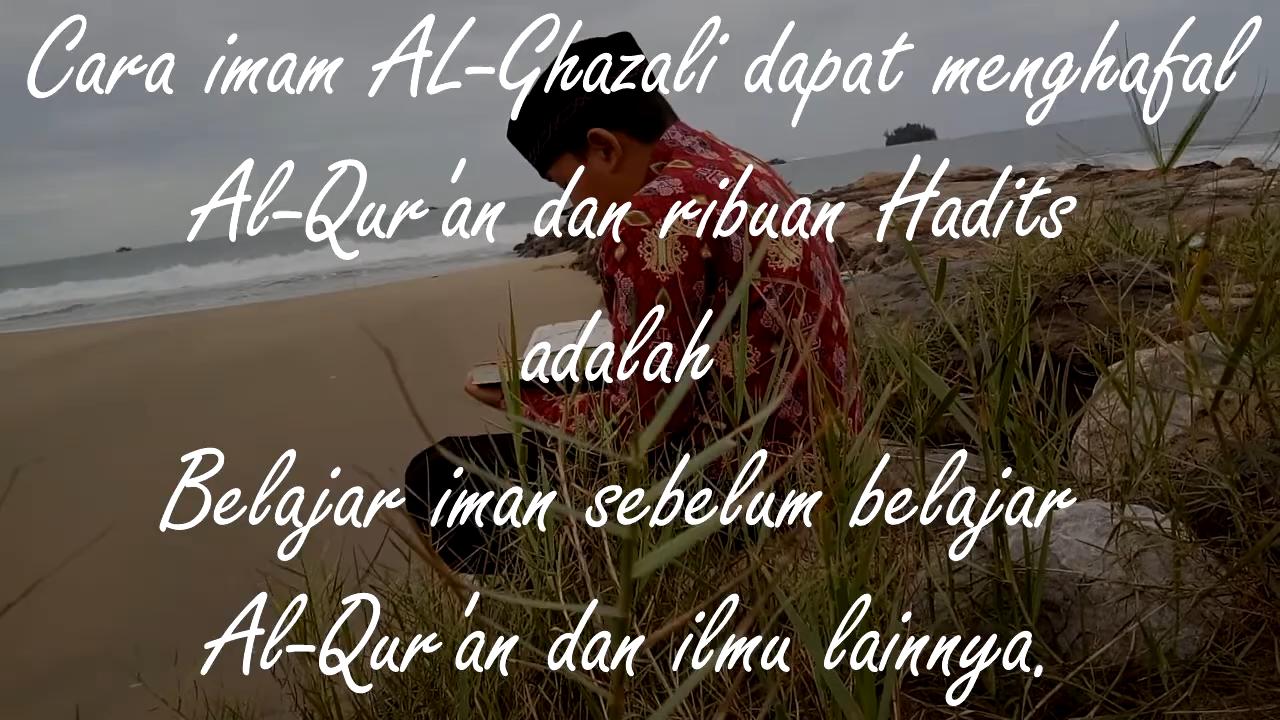 Cara imam AL-Ghazali dapat menghafal
Al-Qur'an dan ribuan Hadits
adalah
Belajar iman sebelum belajar
Al-Qur'an dan ilmu lainnya.